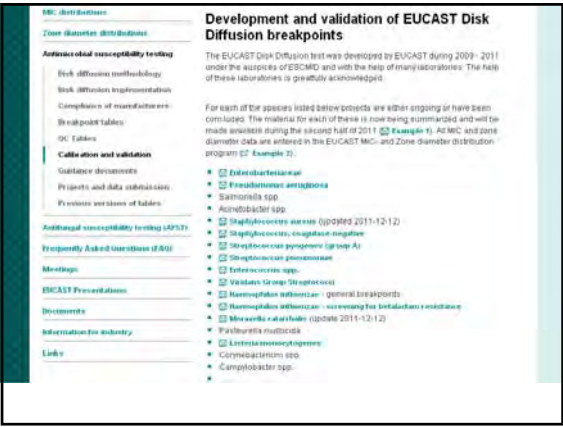 MIC distributions
Zone diameter distributions
Antimicrobial susceptibility testing
Disk diffusion methodology
Disk diffusion implementation
Compliance of manufacturers
Breakpoint tables
QC Tables
Calibration and validation
Guidance documents
Projects and data submission
Previous versions of tables
Antifungal susceptibility testing (AFST)
Frequently Asked Questions (FAQ)
Meetings
EUCAST Presentations
Documents
Information for industry
Links
Development and validation of EUCAST Disk
Diffusion breakpoints
The EUCAST Disk Diffusion test was developed by EUCAST during 2009 - 2011
under the auspices of ESCMID and with the help of many laboratories. The help
of these laboratories is greatfully acknowledged.
For each of the species listed below projects are either ongoing or have been
concluded. The material for each of these is now being summarized and will be
made available during the second half of 2011 (Example 1). All MIC and zone
diameter data are entered in the EUCAST MIC- and Zone diameter distribution
program (Example 2).
Enterobacteriaceae
Pseudomonas aeruginosa
Salmonella spp.
Acinetobacter spp.
Staphylococcus aureus (updated 2011-12-12)
Staphylococcus, coagulase-negative
Streptococcus pyogenes (group A)
Streptococcus pneumoniae
Enterococcus spp.
Viridans Group Streptococci
Haemophilus influenzae - general breakpoints
Haemophilus influenzae - screening for betalactam resistance
Moraxella catarrhalis (update 2011-12-12)
Pasteurella multocida
Listeria monocytogenes
Corynebacterium spp.
Campylobacter spp.